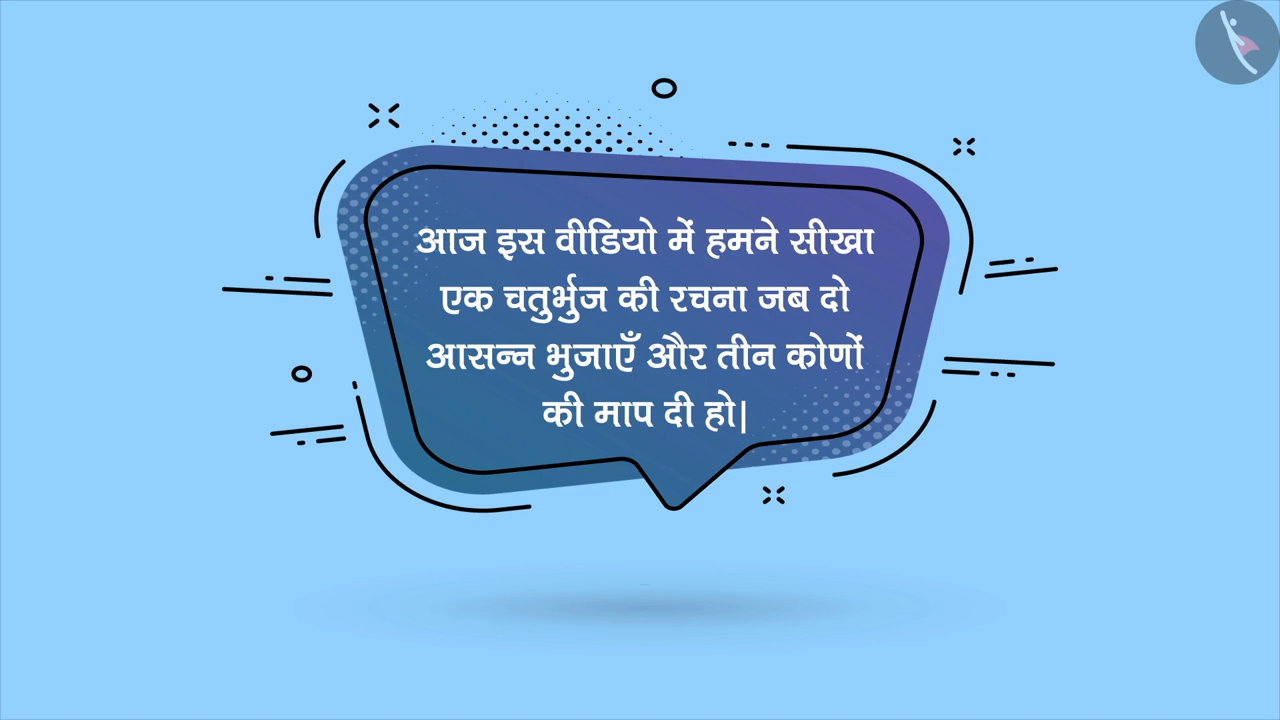 आज इस वीडियो में हमने सीखा
एक चतुर्भुज की रचना जब दो
आसन्न भुजाएँ और तीन कोणों
की माप दी हो|